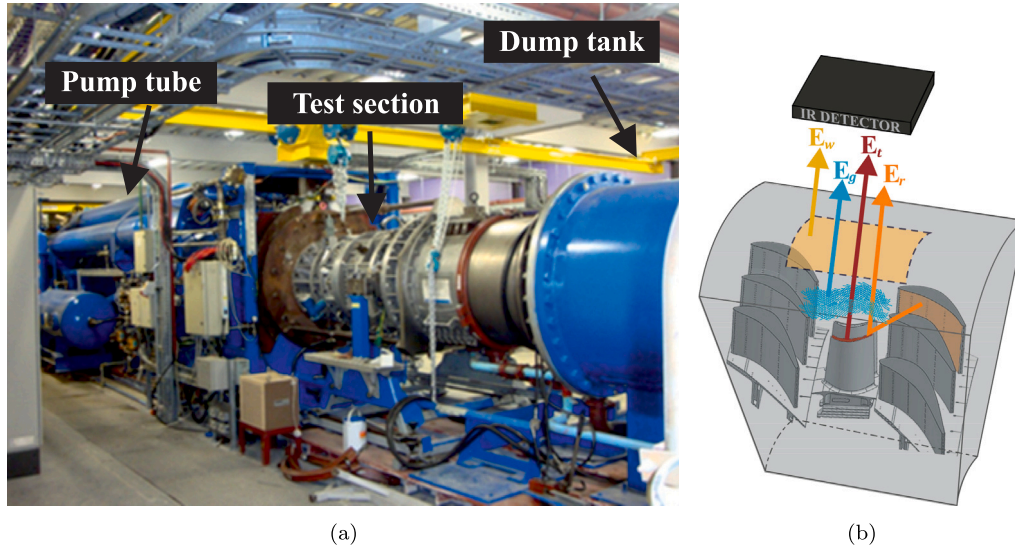 Pump tube
Test section
Dump tank
IR DETECTOR
E_w
E_g
E_t
E_r
(a)
(b)